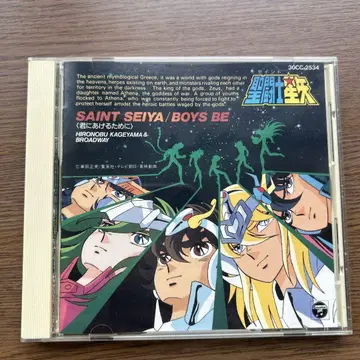 30CC-2534
The ancient mythological Greece, it was a world with gods reigning in
the heavens, heroes existing on earth, and monsters roaming each other
for territory in the darkness. The king of the gods, Zeus, had a
daughter named Athena, the goddess of war. A group of youths
flocked to Athena, who was constantly being forced to fight to
protect herself amidst the heroic battles waged by the gods.
聖闘士星矢
SAINT SEIYA/BOYS BE
(君にあげるために)
HIRONOBU KAGEYAMA &
BROADWAY